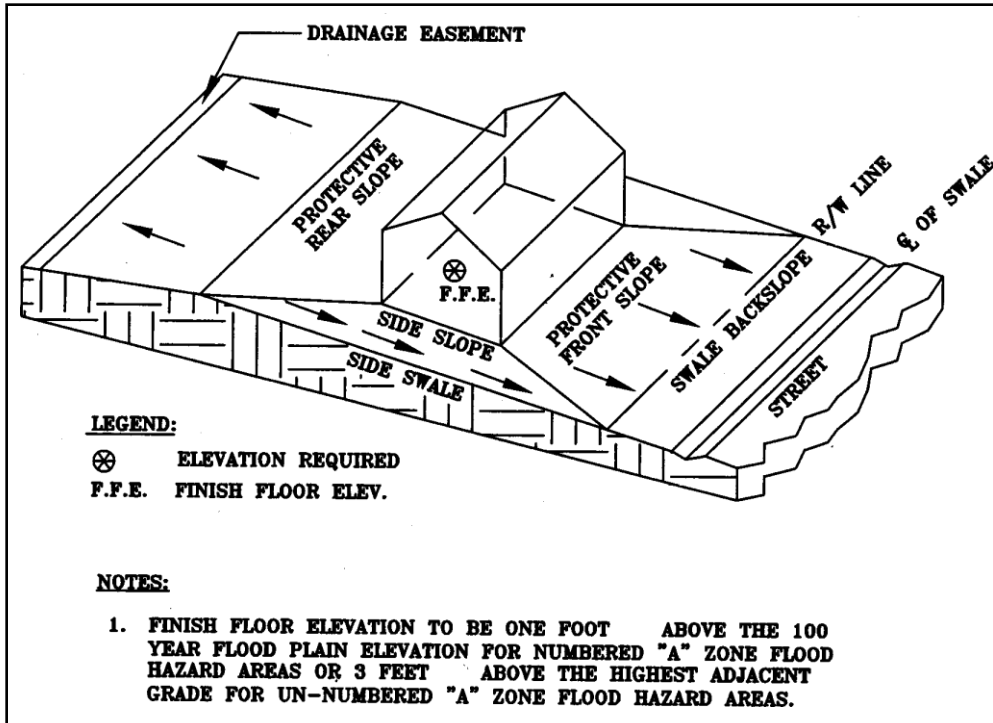 DRAINAGE EASEMENT
PROTECTIVE
REAR SLOPE
R/W LINE
℄ OF SWALE
F.F.E.
PROTECTIVE
FRONT SLOPE
SWALE BACKSLOPE
SIDE SLOPE
SIDE SWALE
STREET
LEGEND:
ELEVATION REQUIRED
F.F.E. FINISH FLOOR ELEV.
NOTES:
1. FINISH FLOOR ELEVATION TO BE ONE FOOT ABOVE THE 100
YEAR FLOOD PLAIN ELEVATION FOR NUMBERED "A" ZONE FLOOD
HAZARD AREAS OR 3 FEET ABOVE THE HIGHEST ADJACENT
GRADE FOR UN-NUMBERED "A" ZONE FLOOD HAZARD AREAS.